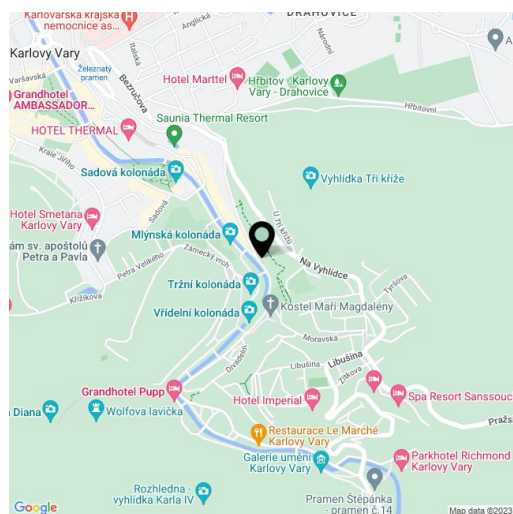 Karlovarská krajská
nemocnice as...
Anglická
DRAHOVICE
Karlovy Vary
Italská
Národní
Železnatý
pramen
Varšavská
Bezručova
Hotel Marttel
Hřbitov - Karlovy
Vary - Drahovice
Hřbitovní
Grandhotel
AMBASSADOR...
Saunia Thermal Resort
HOTEL THERMAL
Krále Jiřího
Sadová kolonáda
Vyhlídka Tři kříže
Sadová
U Tří křížů
Hotel Smetana
Karlovy Vary
Mlýnská kolonáda
ám sv. apoštolů
Petra a Pavla
Petra Velikého
Zámecký vrch
Na Vyhlídce
Tyršova
Tržní kolonáda
Křížíkova
Vřídelní kolonáda
Kostel Maří Magdalény
Moravská
Divadelní
Libušina
Libušina
Zítkova
Grandhotel Pupp
Hotel Imperial
Spa Resort Sanssouc
Diana
Wolfova lavička
Pražs
Restaurace Le Marché
Karlovy Vary
Galerie umění
Karlovy Vary
Parkhotel Richmond
Karlovy Vary
Rozhledna -
vyhlídka Karla IV
Pramen Štěpánka
- pramen č.14
Google
Map data ©2023